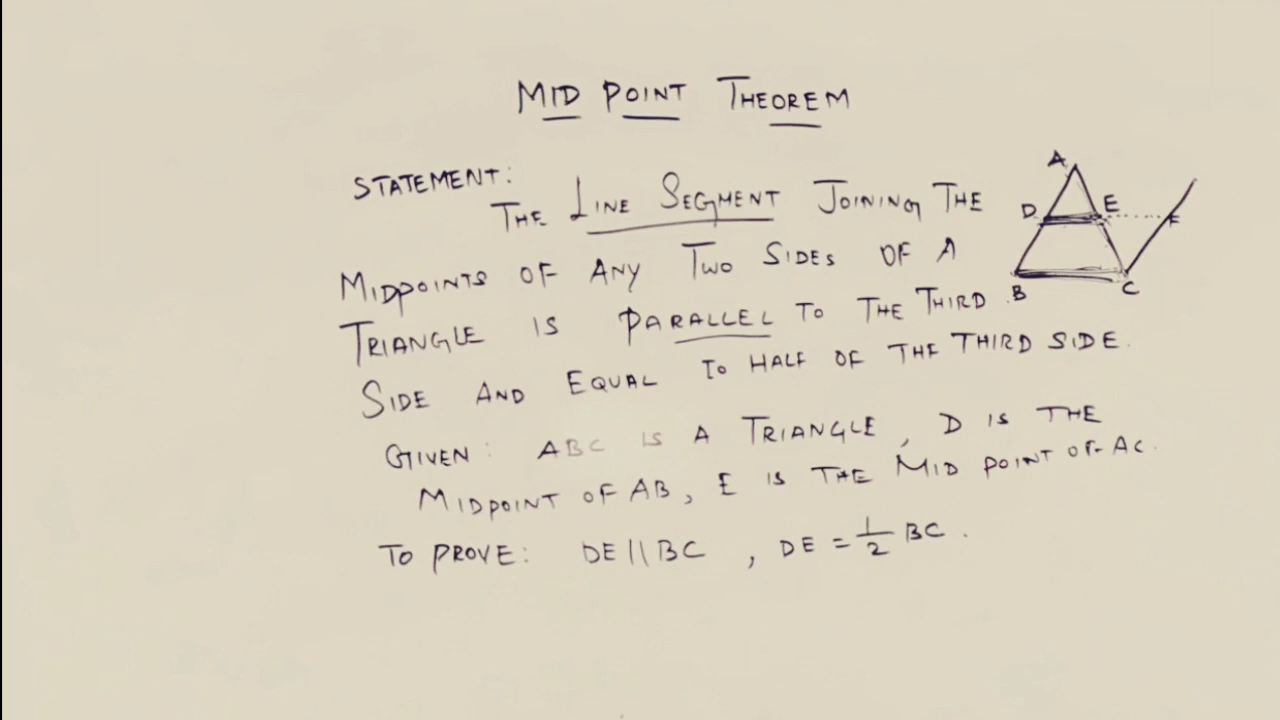 MID POINT THEOREM
STATEMENT:
THE LINE SEGMENT JOINING THE
MIDPOINTS OF ANY TWO SIDES OF A
TRIANGLE IS PARALLEL TO THE THIRD
SIDE AND EQUAL TO HALF OF THE THIRD SIDE.
GIVEN: ABC IS A TRIANGLE, D IS THE
MIDPOINT OF AB, E IS THE MID POINT OF AC.
TO PROVE: DE||BC, DE = 1/2 BC.
A
D E F
B C